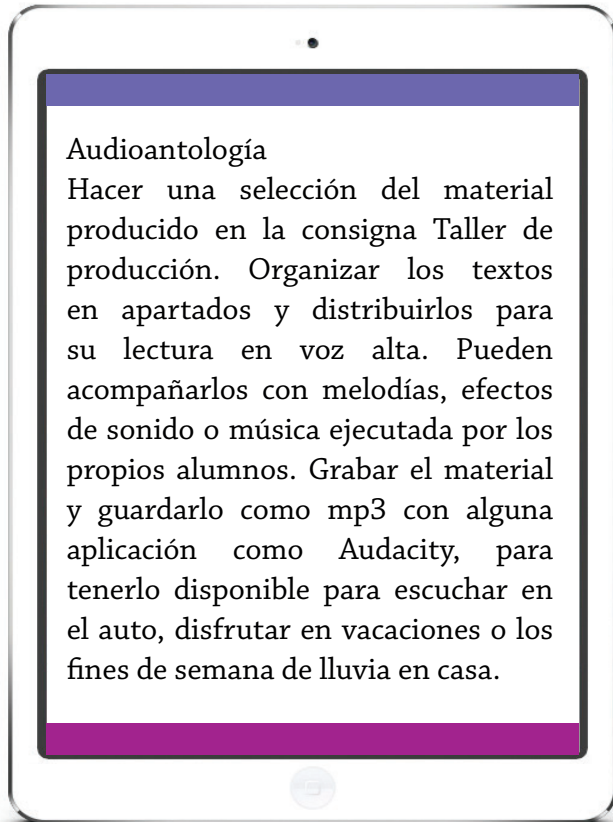 Audioantología
Hacer una selección del material
producido en la consigna Taller de
producción. Organizar los textos
en apartados y distribuirlos para
su lectura en voz alta. Pueden
acompañarlos con melodías, efectos
de sonido o música ejecutada por los
propios alumnos. Grabar el material
y guardarlo como mp3 con alguna
aplicación como Audacity, para
tenerlo disponible para escuchar en
el auto, disfrutar en vacaciones o los
fines de semana de lluvia en casa.